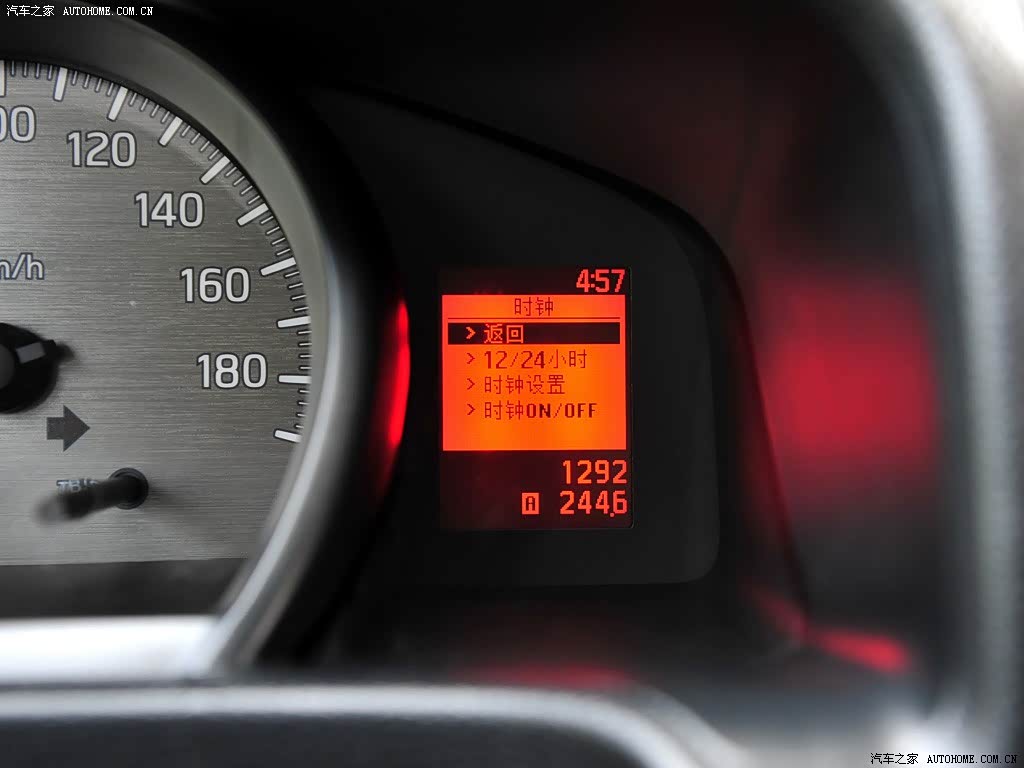 汽车之家 AUTOHOME.COM.CN
120
140
160
180
4:57
时钟
> 返回
> 12/24小时
> 时钟设置
> 时钟ON/OFF
1292
A 244.6
汽车之家 AUTOHOME.COM.CN